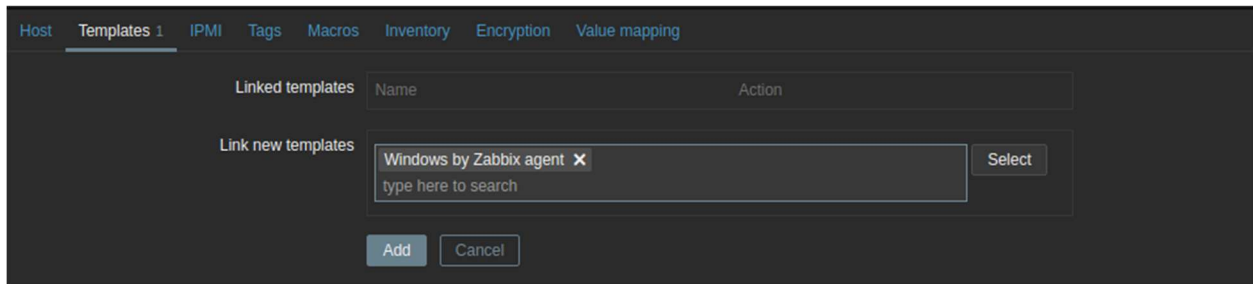 Host Templates 1 IPMI Tags Macros Inventory Encryption Value mapping
Linked templates Name Action
Link new templates
Windows by Zabbix agent ✕ Select
type here to search
Add Cancel